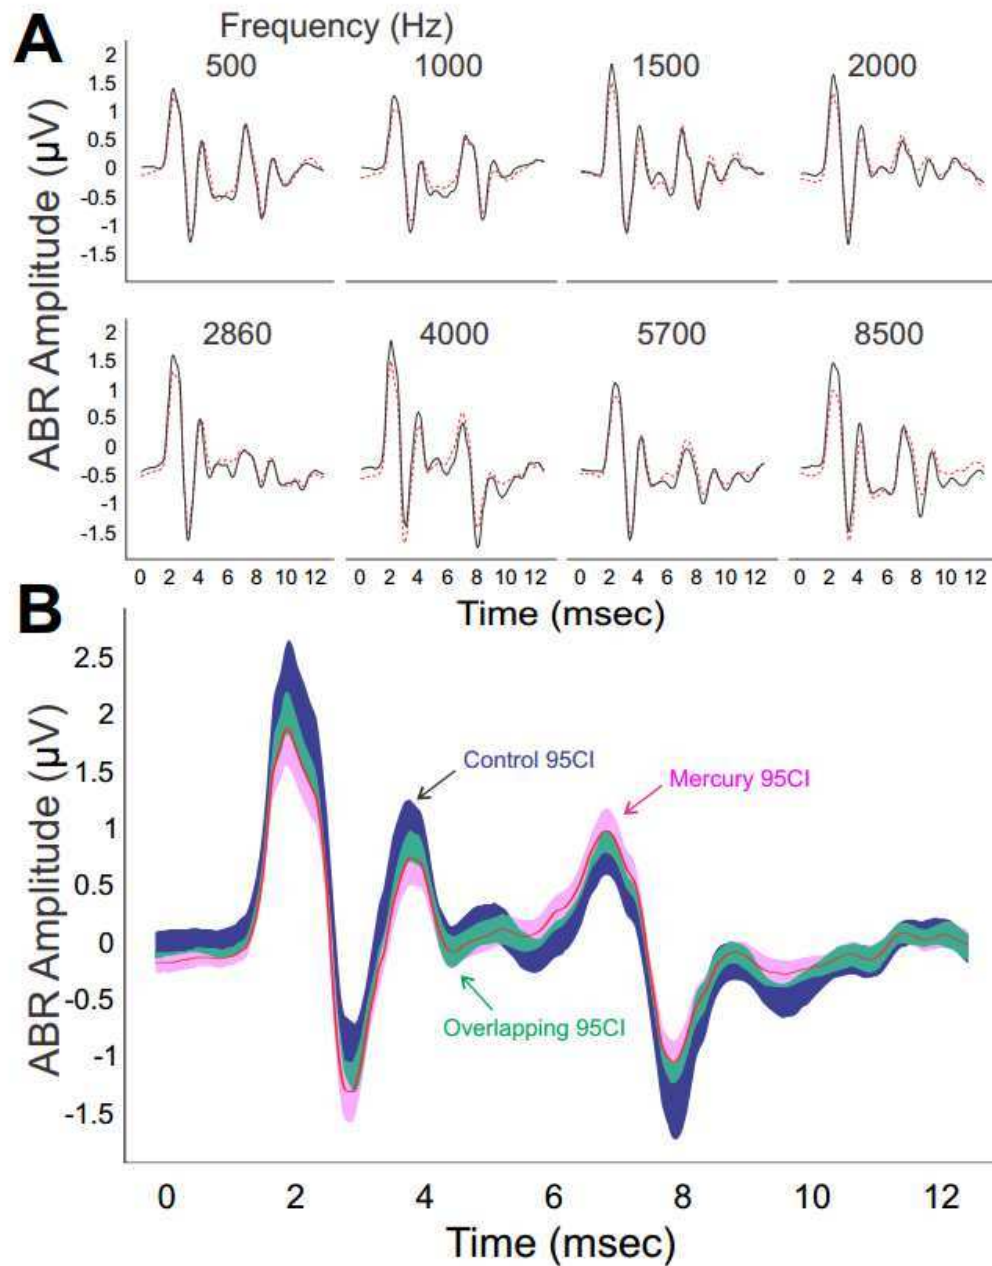 A
Frequency (Hz)
500 1000 1500 2000
ABR Amplitude (µV)
2
1.5
1
0.5
0
-0.5
-1
-1.5
2860 4000 5700 8500
2
1.5
1
0.5
0
-0.5
-1
-1.5
0 2 4 6 8 10 12 0 2 4 6 8 10 12 0 2 4 6 8 10 12 0 2 4 6 8 10 12
Time (msec)
B
ABR Amplitude (µV)
2.5
2
1.5
1
0.5
0
-0.5
-1
-1.5
Control 95CI
Mercury 95CI
Overlapping 95CI
0 2 4 6 8 10 12
Time (msec)